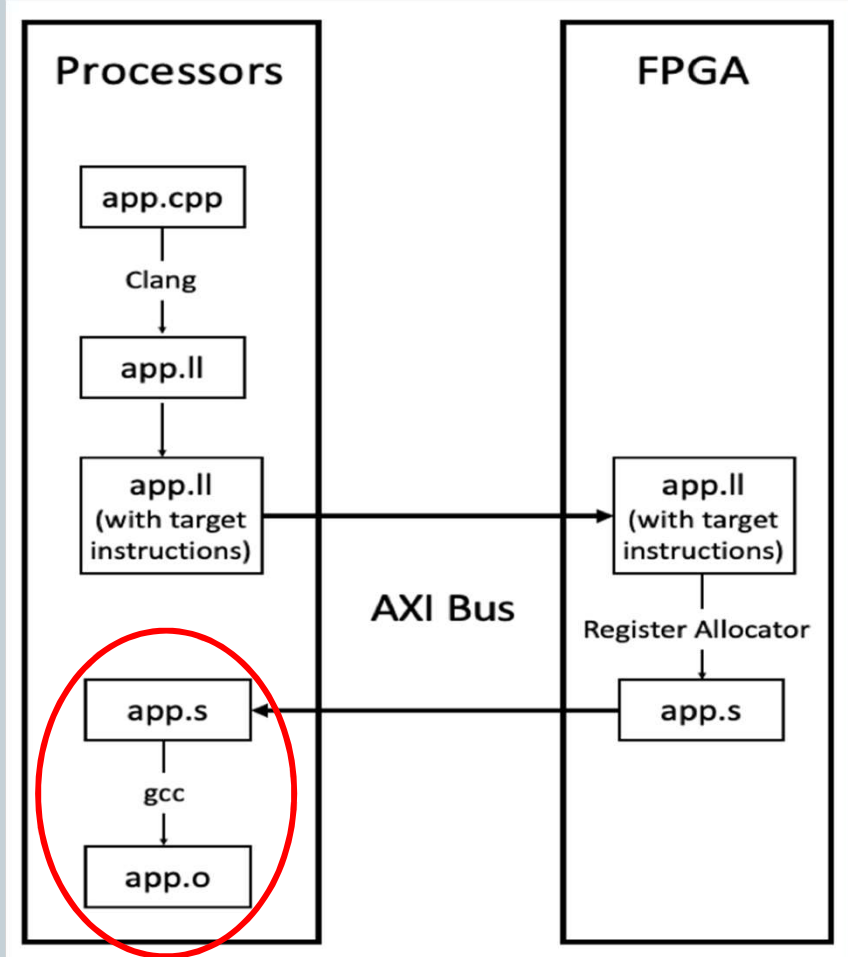 Processors
app.cpp
Clang
app.ll
app.ll
(with target
instructions)
app.s
gcc
app.o
AXI Bus
FPGA
app.ll
(with target
instructions)
Register Allocator
app.s